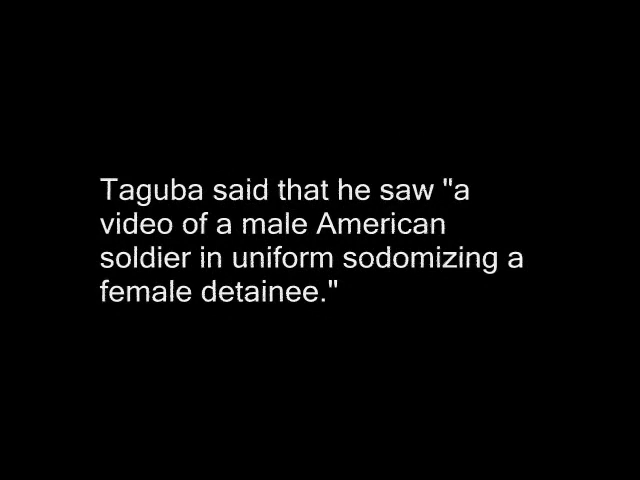 Taguba said that he saw "a
video of a male American
soldier in uniform sodomizing a
female detainee."